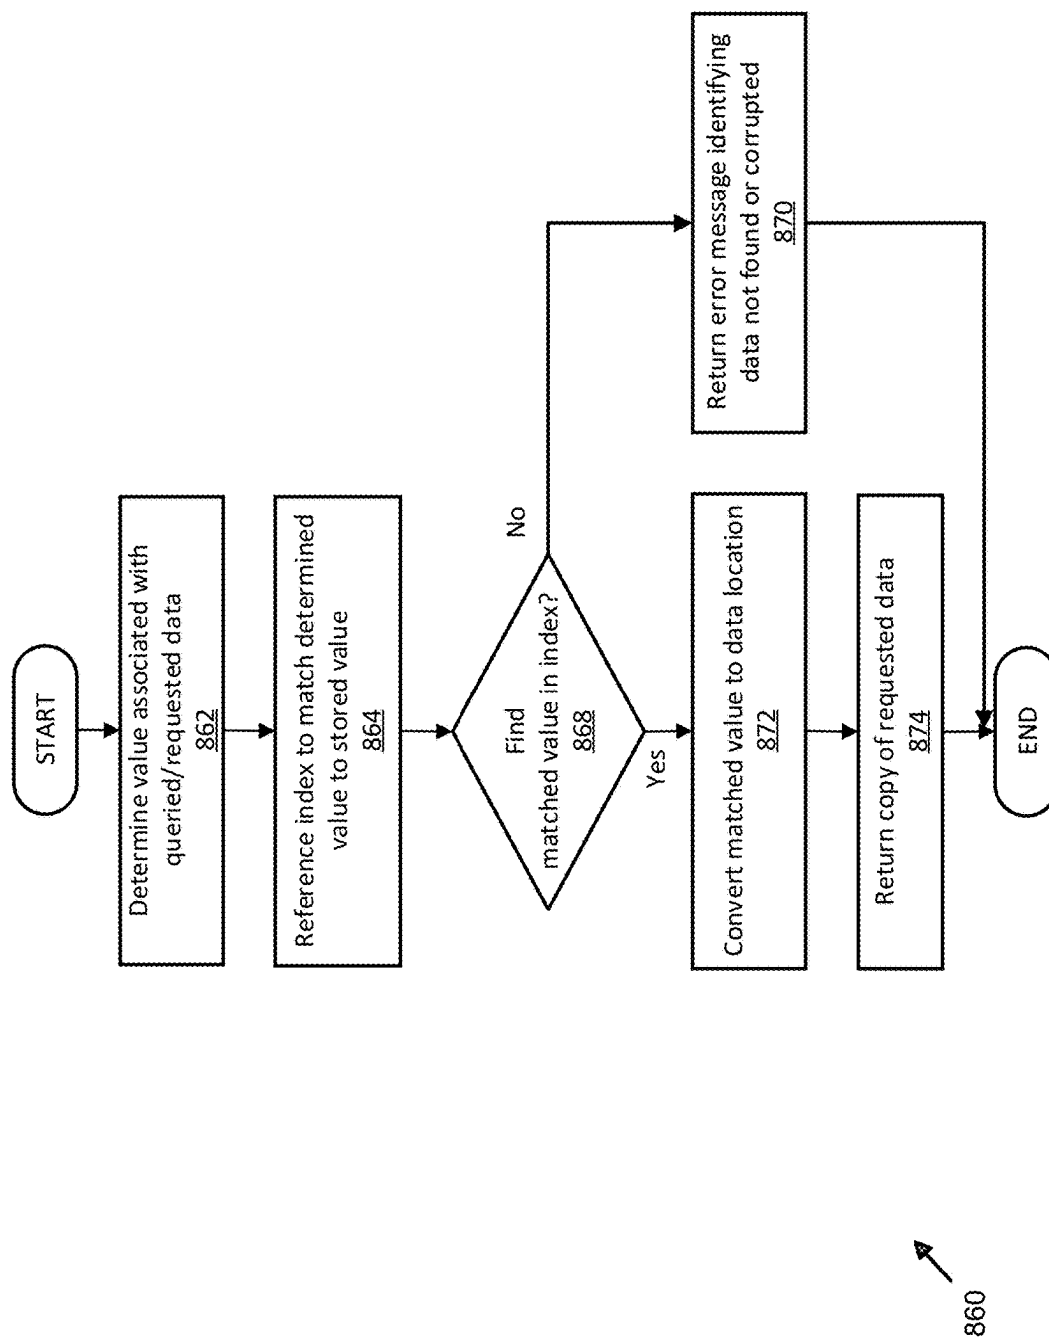 START
Determine value associated with
queried/requested data
862
Reference index to match determined
value to stored value
864
Find
matched value in index?
868
No
Yes
Return error message identifying
data not found or corrupted
870
Convert matched value to data location
872
Return copy of requested data
874
END
860